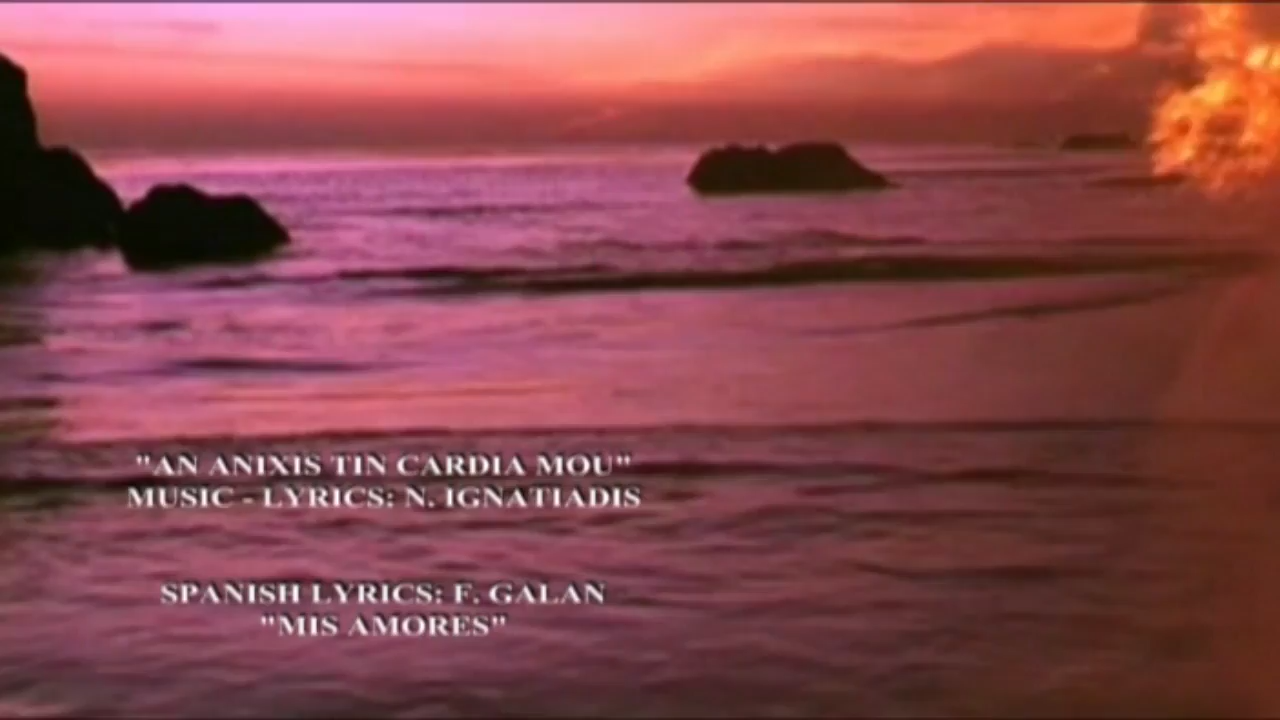 "AN ANIXIS TIN CARDIA MOU"
MUSIC - LYRICS: N. IGNATIADIS
SPANISH LYRICS: F. GALAN
"MIS AMORES"